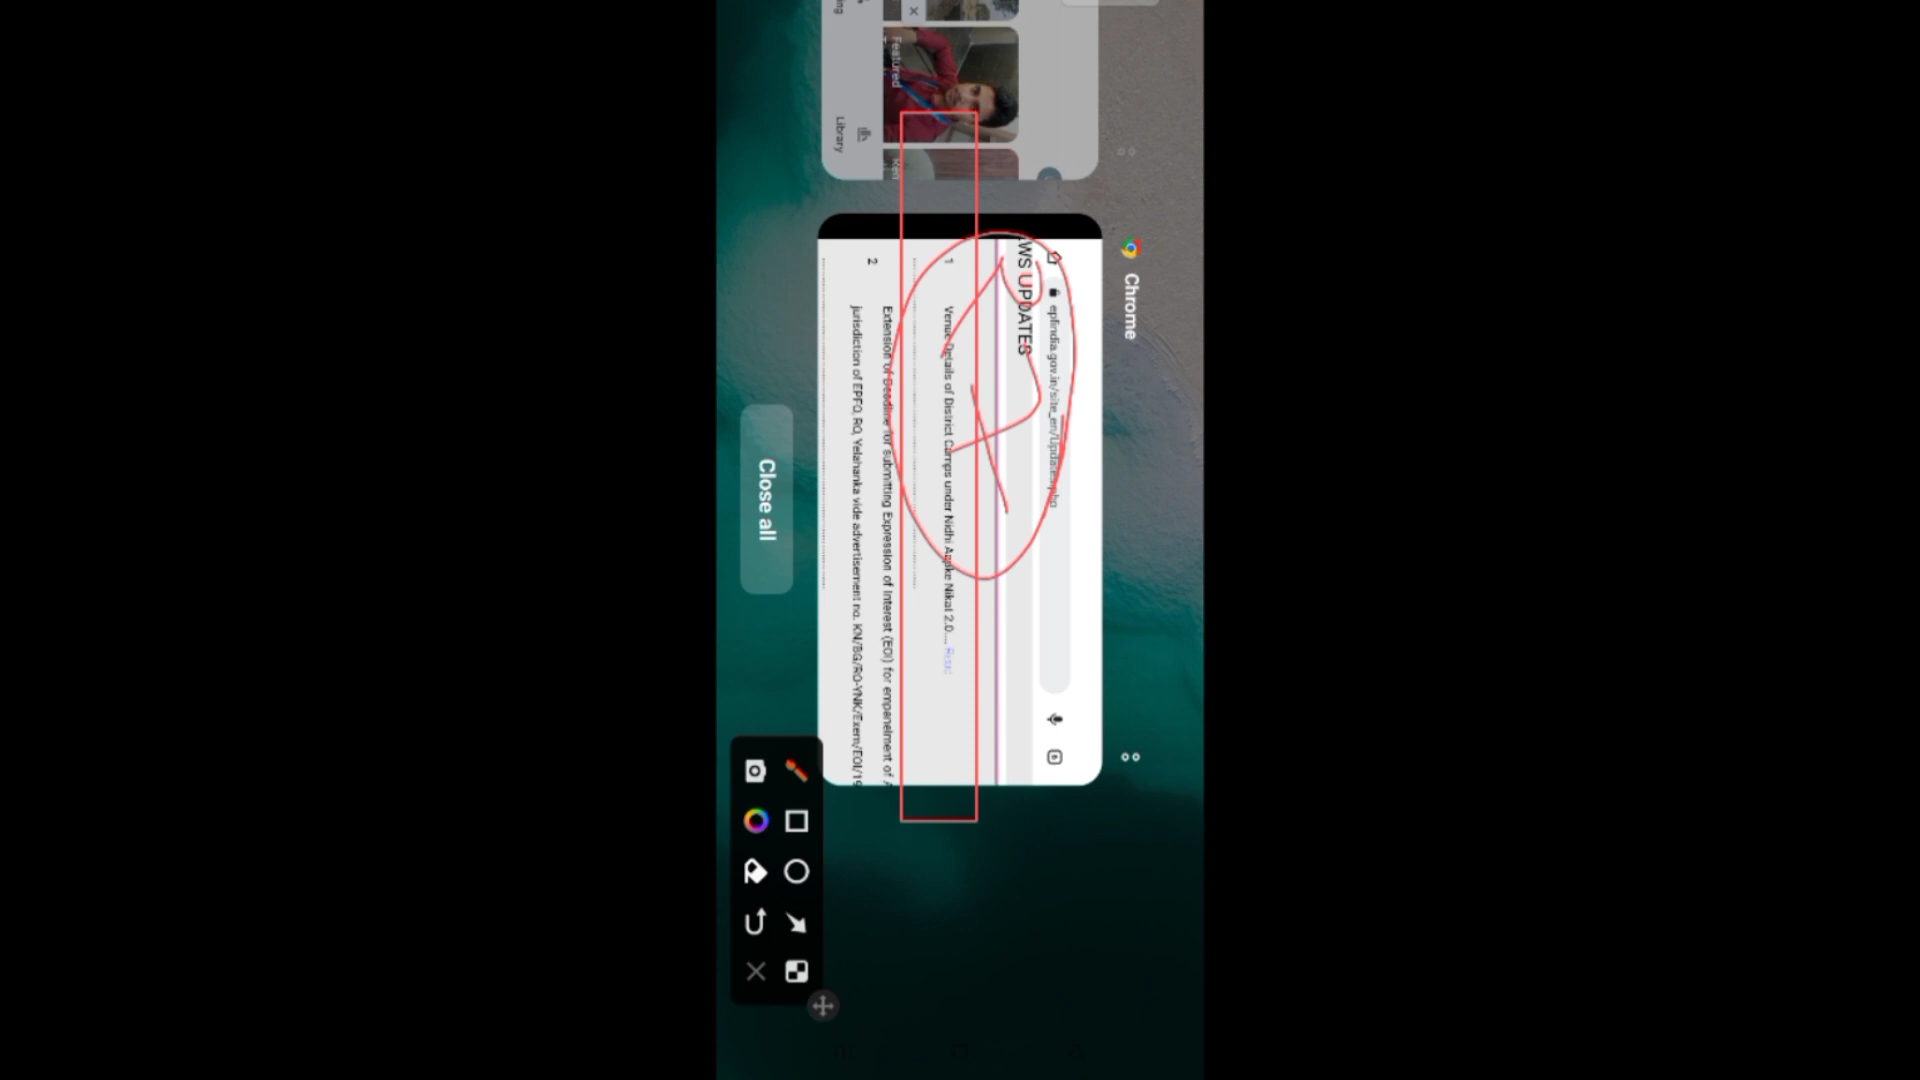 Chrome
epfindia.gov.in/site_en/Updates.php
WS UPDATES
1
Venue Details of District Camps under Nidhi Aapke Nikat 2.0....
2
Extension of Deadline for submitting Expression of Interest (EOI) for empanelment of
jurisdiction of EPFO, RO, Yelahanka vide advertisement no. KN/BG/RO-YNK/Exem/EOI/19
Featured
Library
Close all